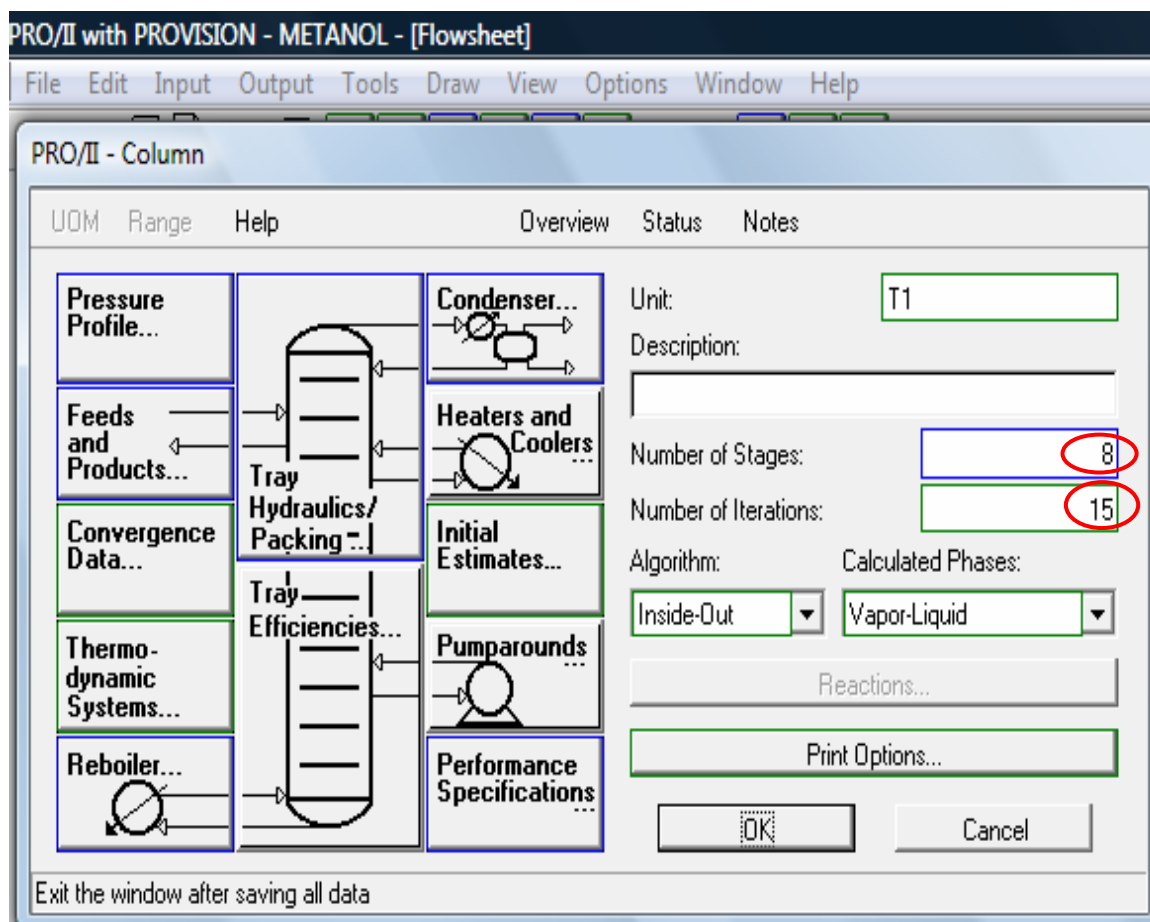 PRO/II with PROVISION - METANOL - [Flowsheet]
File Edit Input Output Tools Draw View Options Window Help
PRO/II - Column
UOM Range Help Overview Status Notes
Pressure
Profile...
Feeds
and
Products...
Convergence
Data...
Thermo-
dynamic
Systems...
Reboiler...
Tray
Hydraulics/
Packing ...
Tray
Efficiencies...
Condenser...
Heaters and
Coolers
...
Initial
Estimates...
Pumparounds
...
Performance
Specifications
...
Unit: T1
Description:
Number of Stages: 8
Number of Iterations: 15
Algorithm: Calculated Phases:
Inside-Out Vapor-Liquid
Reactions...
Print Options...
OK Cancel
Exit the window after saving all data